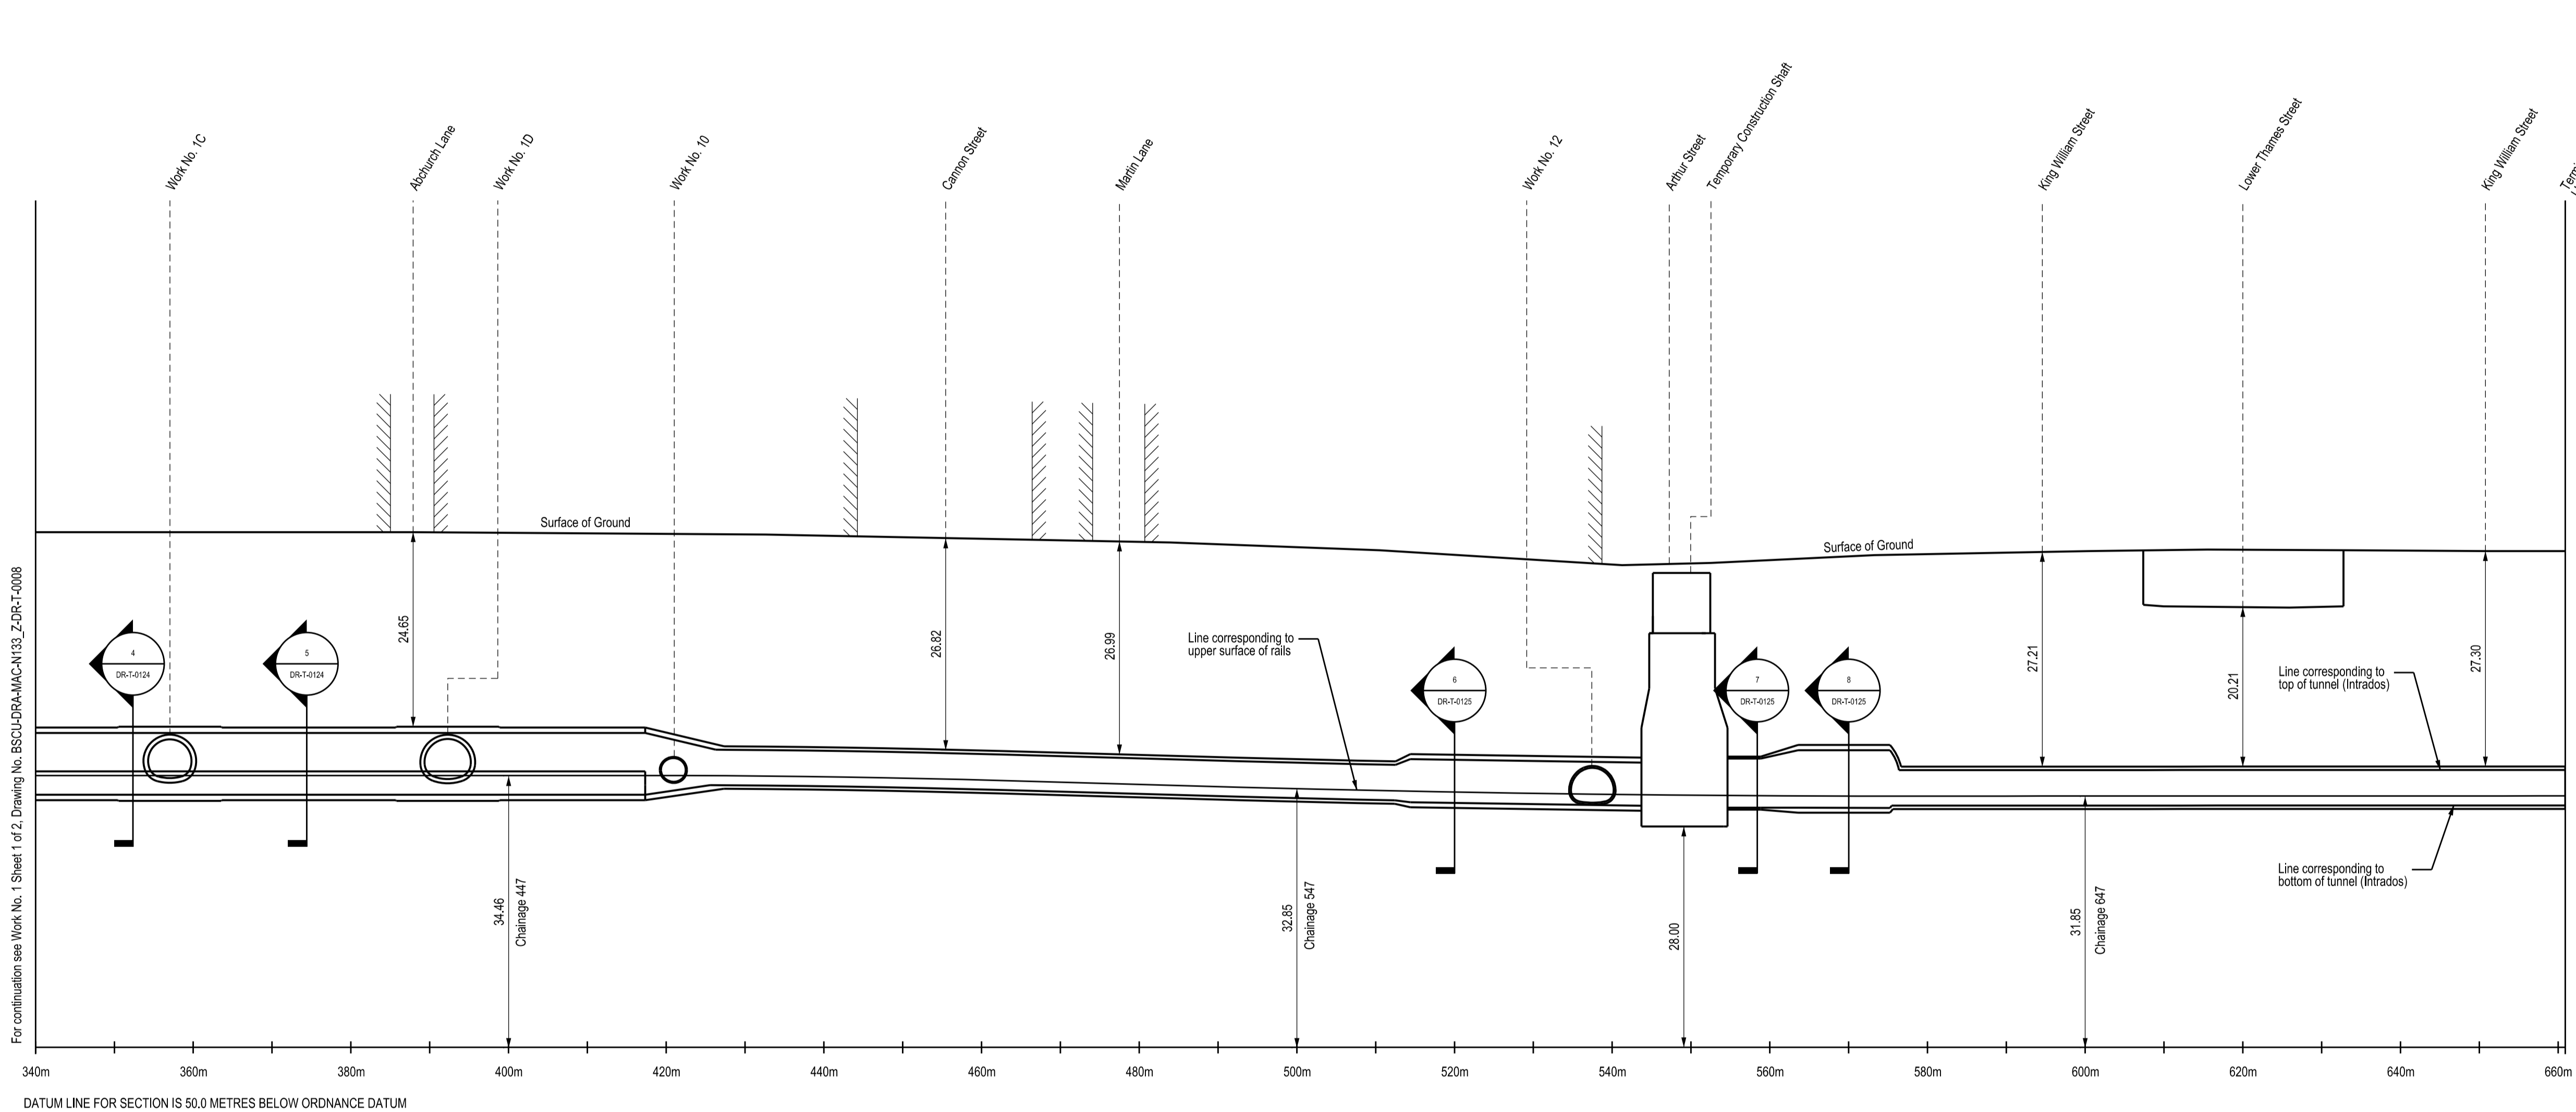 Work No. 1C
Abchurch Lane
Work No. 1D
Work No. 10
Cannon Street
Martin Lane
Work No. 12
Arthur Street
Temporary Construction Shaft
King William Street
Lower Thames Street
King William Street
Surface of Ground
Surface of Ground
For continuation see Work No. 1 Sheet 1 of 2, Drawing No. BSCU-DRA-MAC-N133_Z-DR-T-0008
4
DR-T-0124
5
DR-T-0124
24.65
26.82
26.99
Line corresponding to
upper surface of rails
6
DR-T-0125
7
DR-T-0125
8
DR-T-0125
27.21
20.21
Line corresponding to
top of tunnel (Intrados)
27.30
34.46
Chainage 447
32.85
Chainage 547
28.00
31.85
Chainage 647
Line corresponding to
bottom of tunnel (Intrados)
340m
360m
380m
400m
420m
440m
460m
480m
500m
520m
540m
560m
580m
600m
620m
640m
660m
DATUM LINE FOR SECTION IS 50.0 METRES BELOW ORDNANCE DATUM